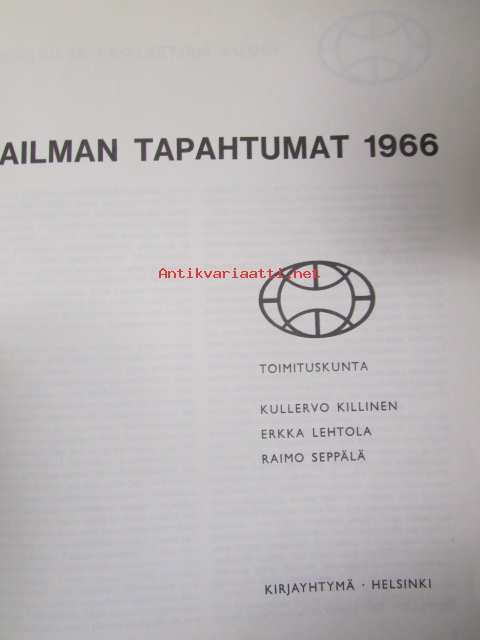 AILMAN TAPAHTUMAT 1966
Antikvariaatti.net
TOIMITUSKUNTA
KULLERVO KILLINEN
ERKKA LEHTOLA
RAIMO SEPPÄLÄ
KIRJAYHTYMÄ · HELSINKI